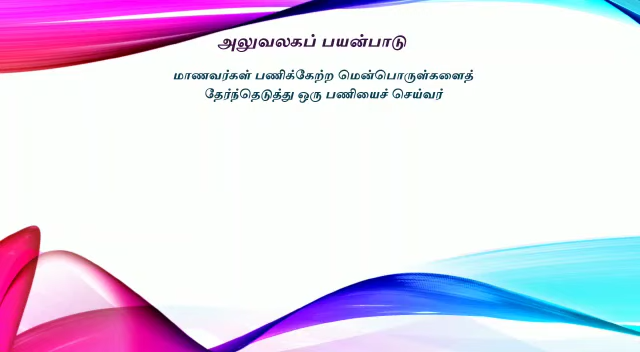 அலுவலகப் பயன்பாடு
மாணவர்கள் பணிக்கேற்ற மென்பொருள்களைத்
தேர்ந்தெடுத்து ஒரு பணியைச் செய்வர்